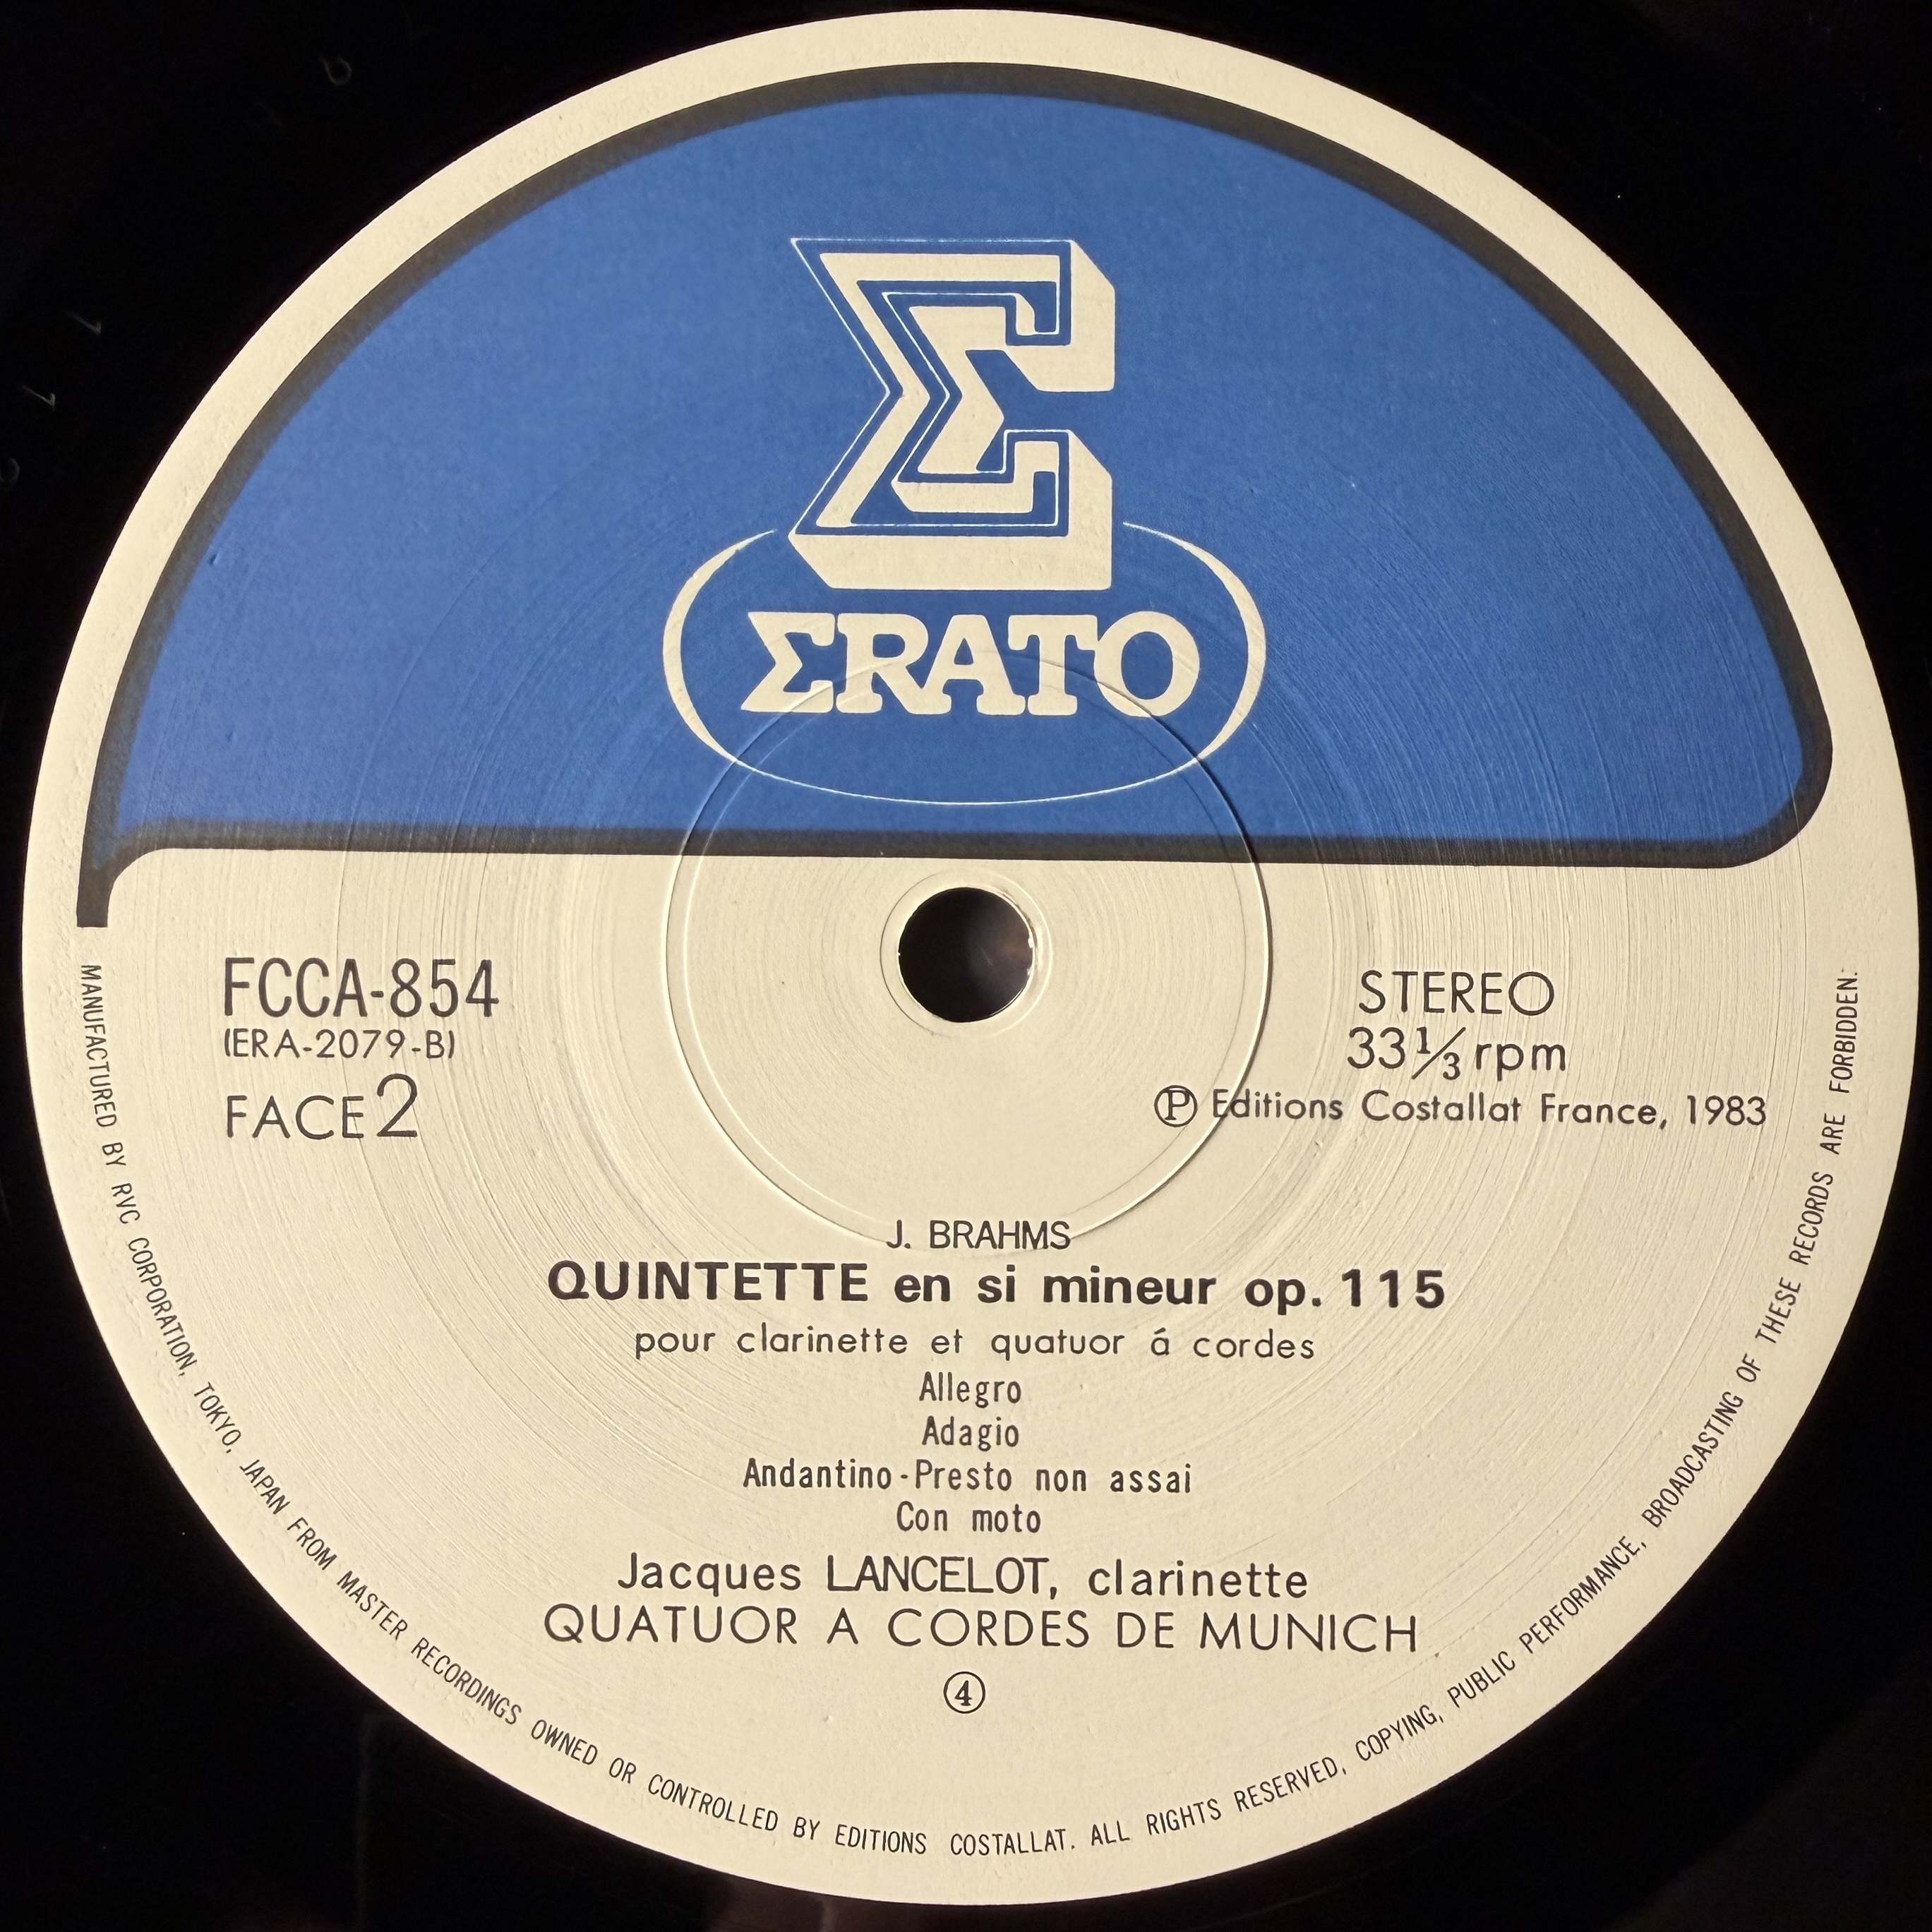 Σ
ΣRATO
FCCA-854
(ERA-2079-B)
FACE 2
STEREO
33⅓ rpm
Ⓟ Editions Costallat France, 1983
J. BRAHMS
QUINTETTE en si mineur op. 115
pour clarinette et quatuor á cordes
Allegro
Adagio
Andantino-Presto non assai
Con moto
Jacques LANCELOT, clarinette
QUATUOR A CORDES DE MUNICH
④
MANUFACTURED BY RVC CORPORATION, TOKYO, JAPAN FROM MASTER RECORDINGS OWNED OR CONTROLLED BY EDITIONS COSTALLAT. ALL RIGHTS RESERVED, COPYING, PUBLIC PERFORMANCE, BROADCASTING OF THESE RECORDS ARE FORBIDDEN.